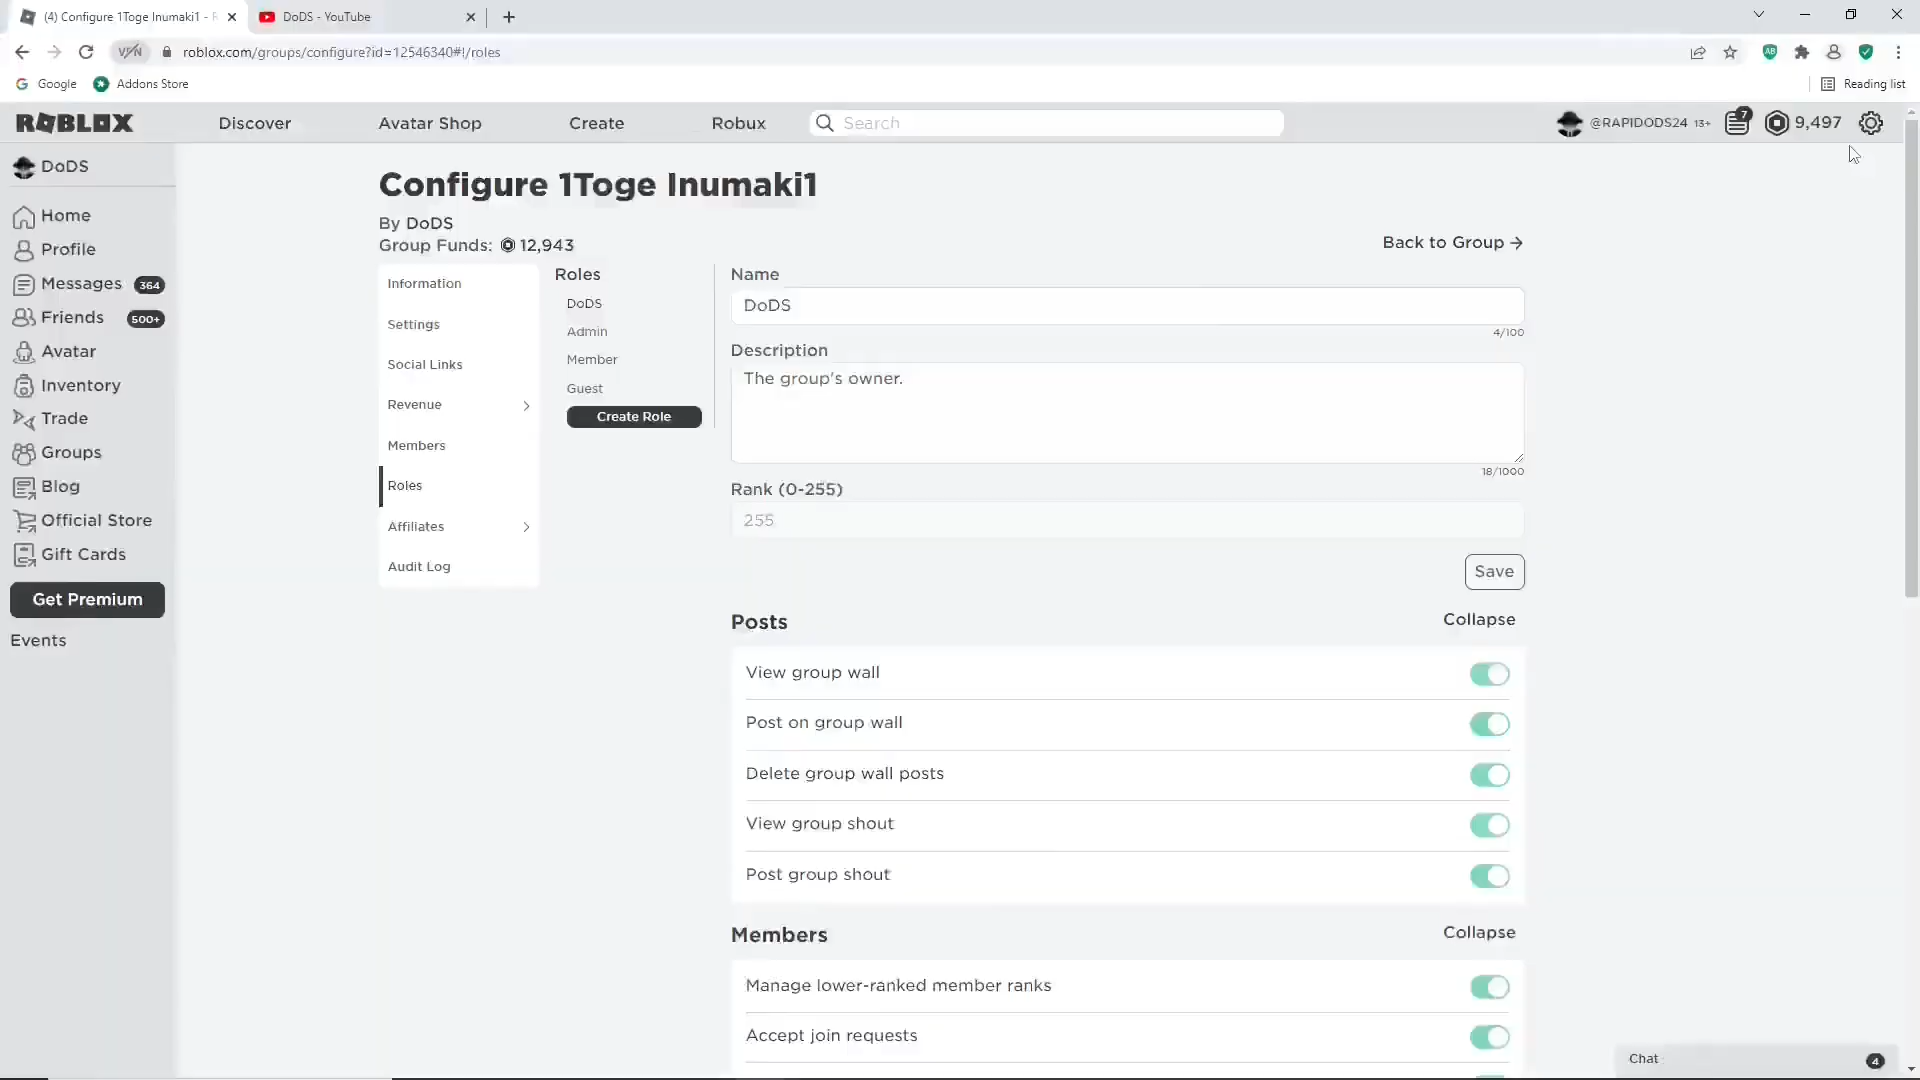 (4) Configure 1Toge Inumaki1 -
DoDS - YouTube
VPN
roblox.com/groups/configure?id=12546340#!/roles
Google
Addons Store
Reading list
ROBLOX
Discover
Avatar Shop
Create
Robux
Search
@RAPIDODS24 13+
7
9,497
DoDS
Home
Profile
Messages 364
Friends 500+
Avatar
Inventory
Trade
Groups
Blog
Official Store
Gift Cards
Get Premium
Events
Configure 1Toge Inumaki1
By DoDS
Group Funds: 12,943
Back to Group
Information
Settings
Social Links
Revenue
Members
Roles
Affiliates
Audit Log
Roles
DoDS
Admin
Member
Guest
Create Role
Name
DoDS
4/100
Description
The group's owner.
18/1000
Rank (0-255)
255
Save
Posts
Collapse
View group wall
Post on group wall
Delete group wall posts
View group shout
Post group shout
Members
Collapse
Manage lower-ranked member ranks
Accept join requests
Chat
4